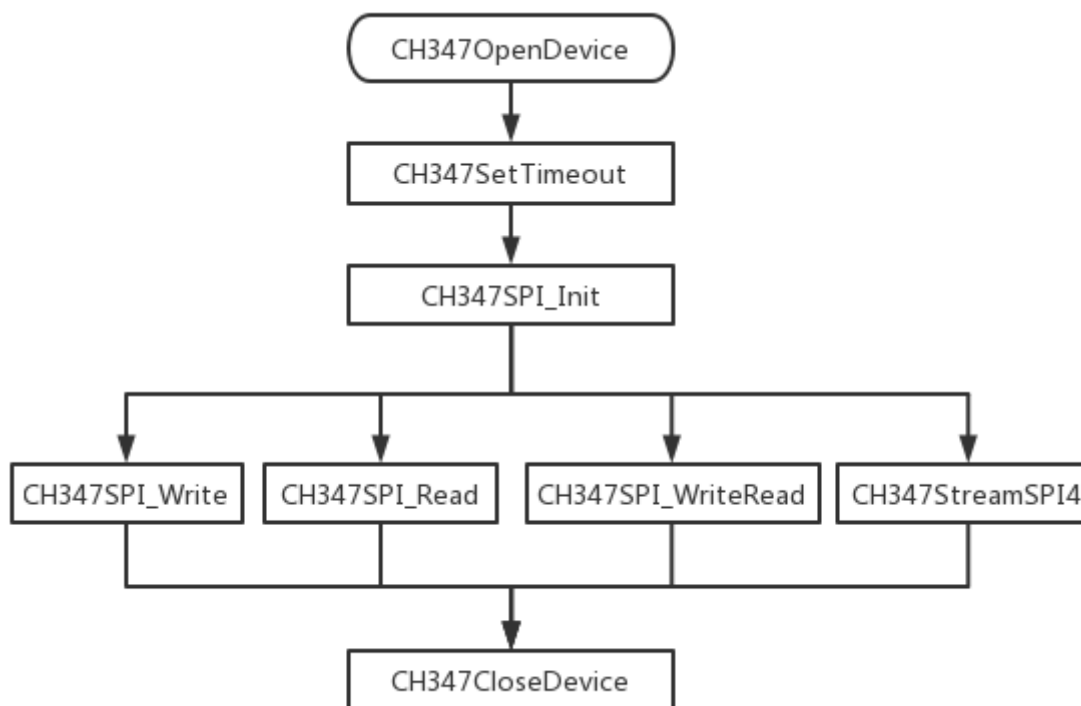 CH347OpenDevice
CH347SetTimeout
CH347SPI_Init
CH347SPI_Write
CH347SPI_Read
CH347SPI_WriteRead
CH347StreamSPI4
CH347CloseDevice